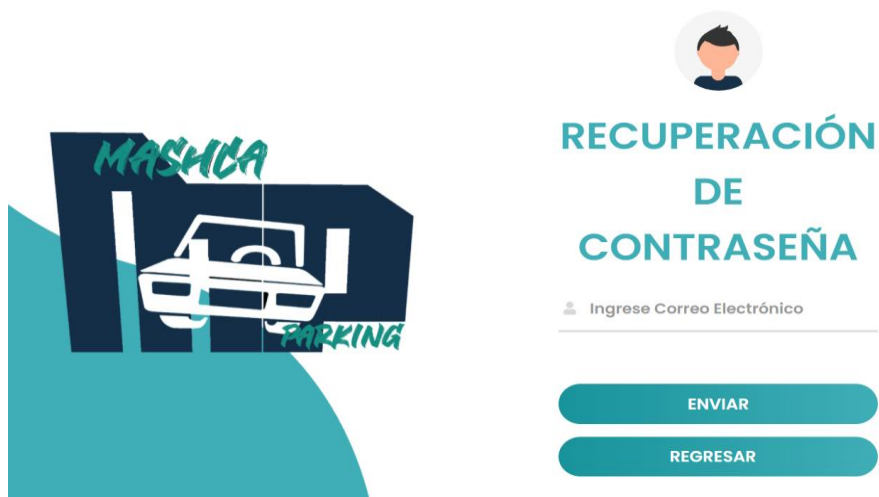 MASHCA
PARKING
RECUPERACIÓN
DE
CONTRASEÑA
Ingrese Correo Electrónico
ENVIAR
REGRESAR